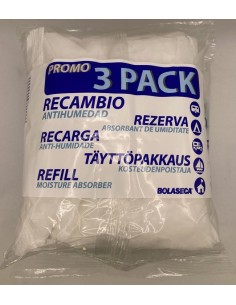 PROMO
3 PACK
RECAMBIO
ANTIHUMEDAD
REZERVA
ABSORBANT DE UMIDITATE
RECARGA
ANTI-HUMIDADE
TÄYTTÖPAKKAUS
KOSTEUDENPOISTAJA
REFILL
MOISTURE ABSORBER
BOLASECA